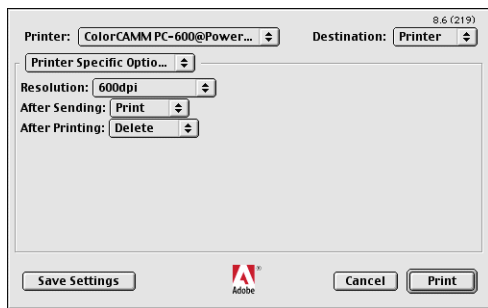 8.6 (219)
Printer: ColorCAMM PC-600@Power... Destination: Printer
Printer Specific Optio...
Resolution: 600dpi
After Sending: Print
After Printing: Delete
Save Settings Adobe® Cancel Print